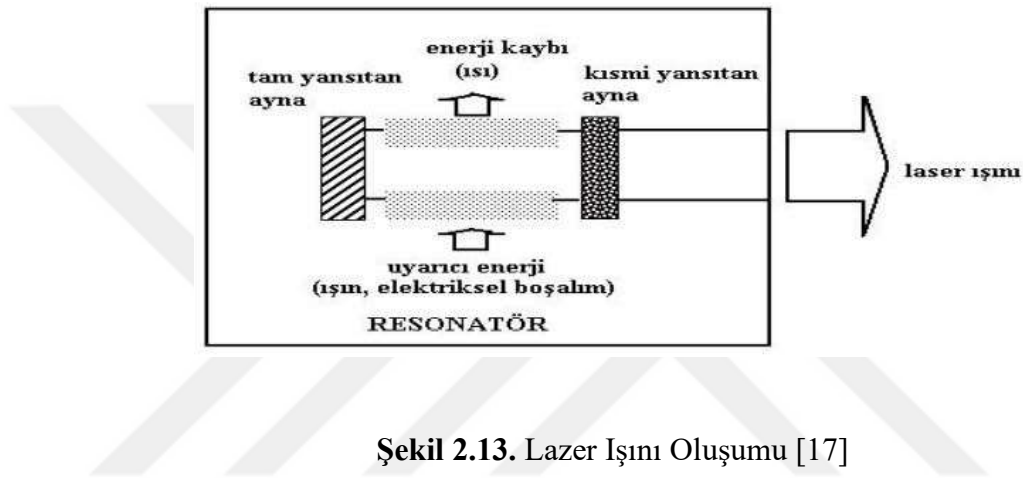 enerji kaybı
(ısı)
tam yansıtan
ayna
kısmi yansıtan
ayna
laser ışını
uyarıcı enerji
(ışın, elektriksel boşalım)
RESONATÖR
Şekil 2.13. Lazer Işını Oluşumu [17]